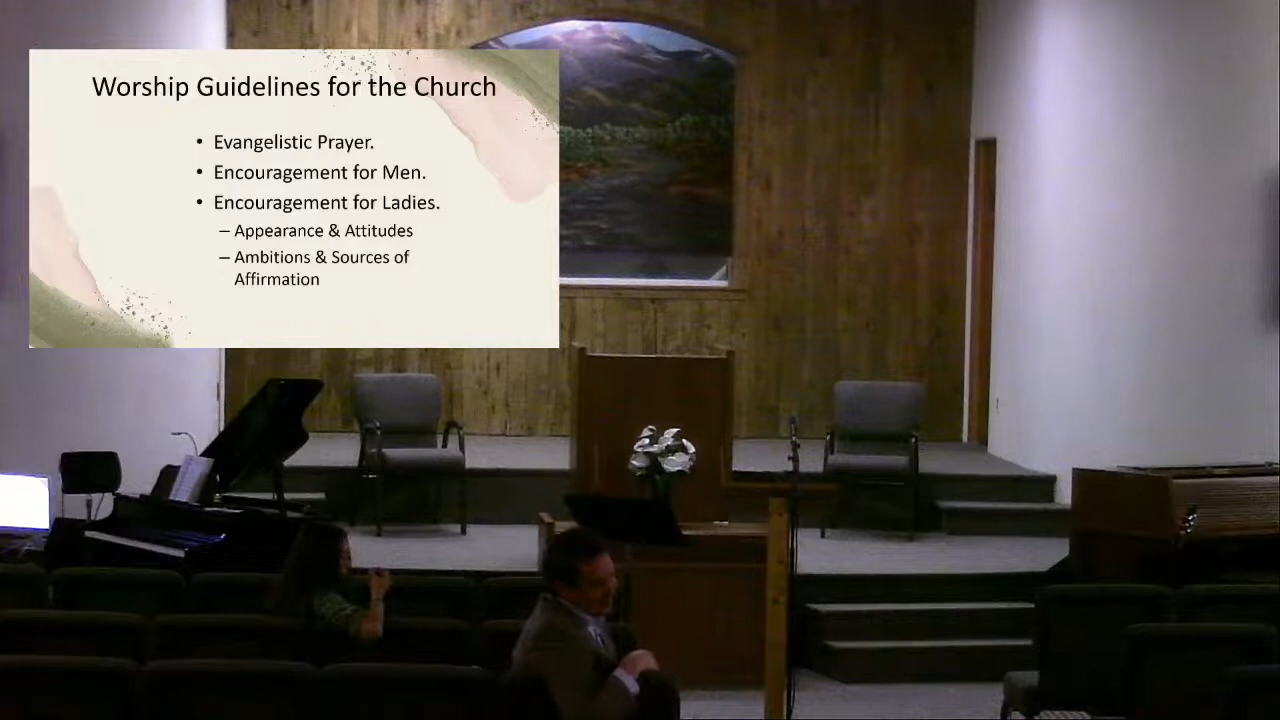 Worship Guidelines for the Church
• Evangelistic Prayer.
• Encouragement for Men.
• Encouragement for Ladies.
– Appearance & Attitudes
– Ambitions & Sources of
Affirmation